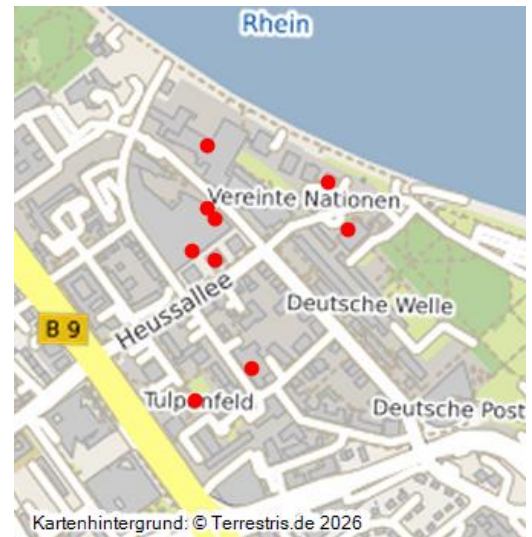 Rhein
Vereinte Nationen
Deutsche Welle
Heussallee
B 9
Tulpenfeld
Deutsche Post
Kartenhintergrund: © Terrestris.de 2026